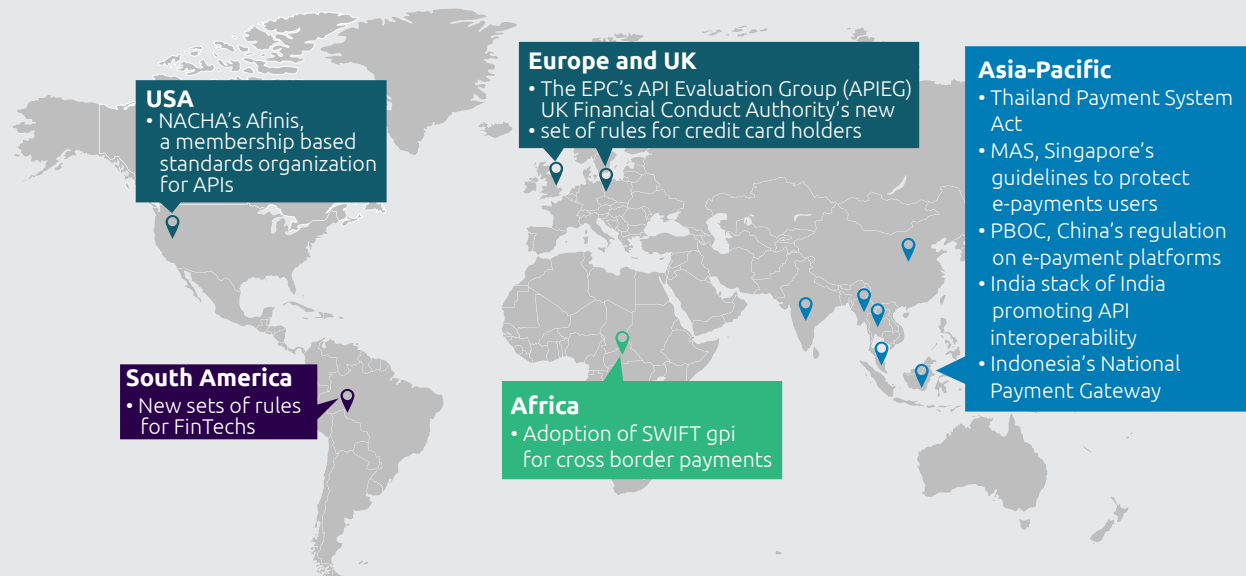 USA
• NACHA's Afinis,
a membership based
standards organization
for APIs
Europe and UK
• The EPC's API Evaluation Group (APIEG)
UK Financial Conduct Authority's new
• set of rules for credit card holders
Asia-Pacific
• Thailand Payment System
Act
• MAS, Singapore's
guidelines to protect
e-payments users
• PBOC, China's regulation
on e-payment platforms
• India stack of India
promoting API
interoperability
• Indonesia's National
Payment Gateway
South America
• New sets of rules
for FinTechs
Africa
• Adoption of SWIFT gpi
for cross border payments